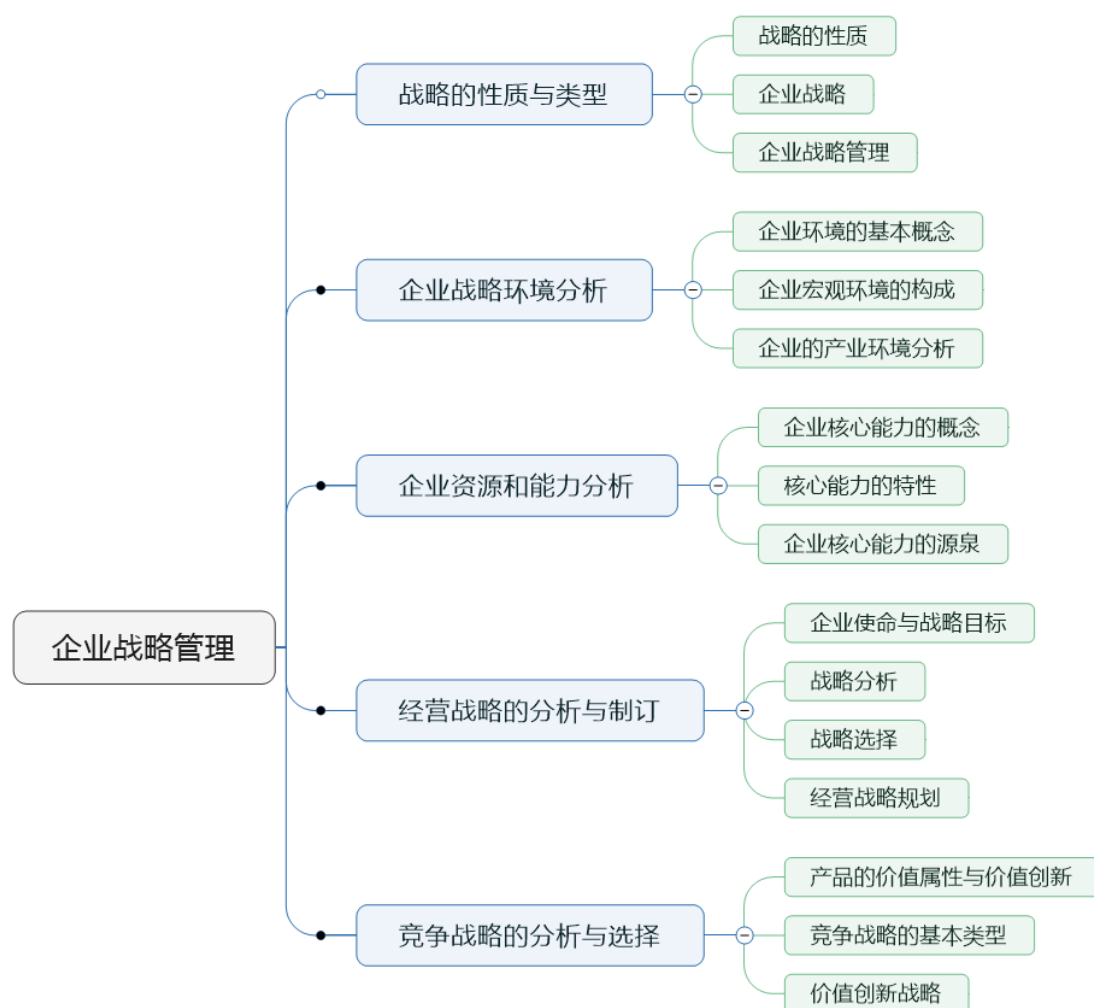 企业战略管理
战略的性质与类型
战略的性质
企业战略
企业战略管理
企业战略环境分析
企业环境的基本概念
企业宏观环境的构成
企业的产业环境分析
企业资源和能力分析
企业核心能力的概念
核心能力的特性
企业核心能力的源泉
经营战略的分析与制订
企业使命与战略目标
战略分析
战略选择
经营战略规划
竞争战略的分析与选择
产品的价值属性与价值创新
竞争战略的基本类型
价值创新战略